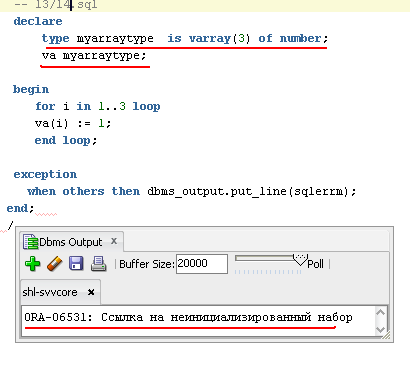 -- 13/14.sql
declare
type myarraytype is varray(3) of number;
va myarraytype;
begin
for i in 1..3 loop
va(i) := 1;
end loop;
exception
when others then dbms_output.put_line(sqlerrm);
end;
/
Dbms Output x
Buffer Size: 20000 Poll
shl-svvcore x
ORA-06531: Ссылка на неинициализированный набор